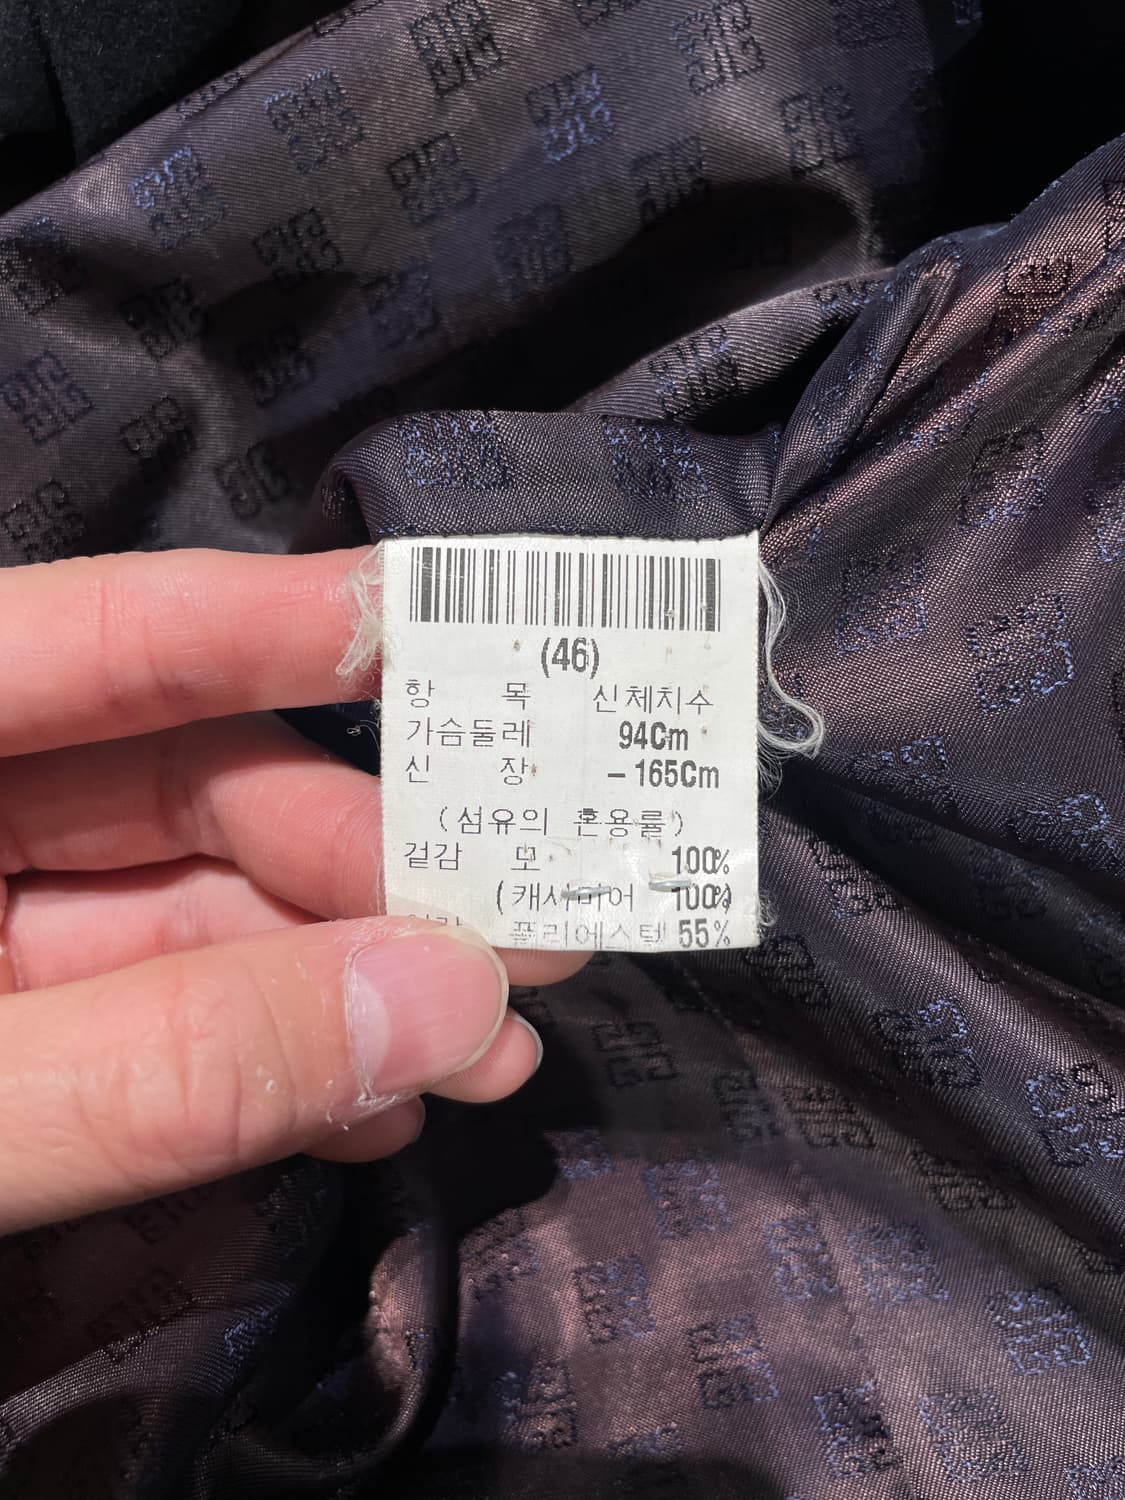 (46)
항 목 신체치수
가슴둘레 94Cm
신 장 - 165Cm
(섬유의 혼용률)
겉감 모 100%
(캐시미어 100%)
폴리에스텔 55%